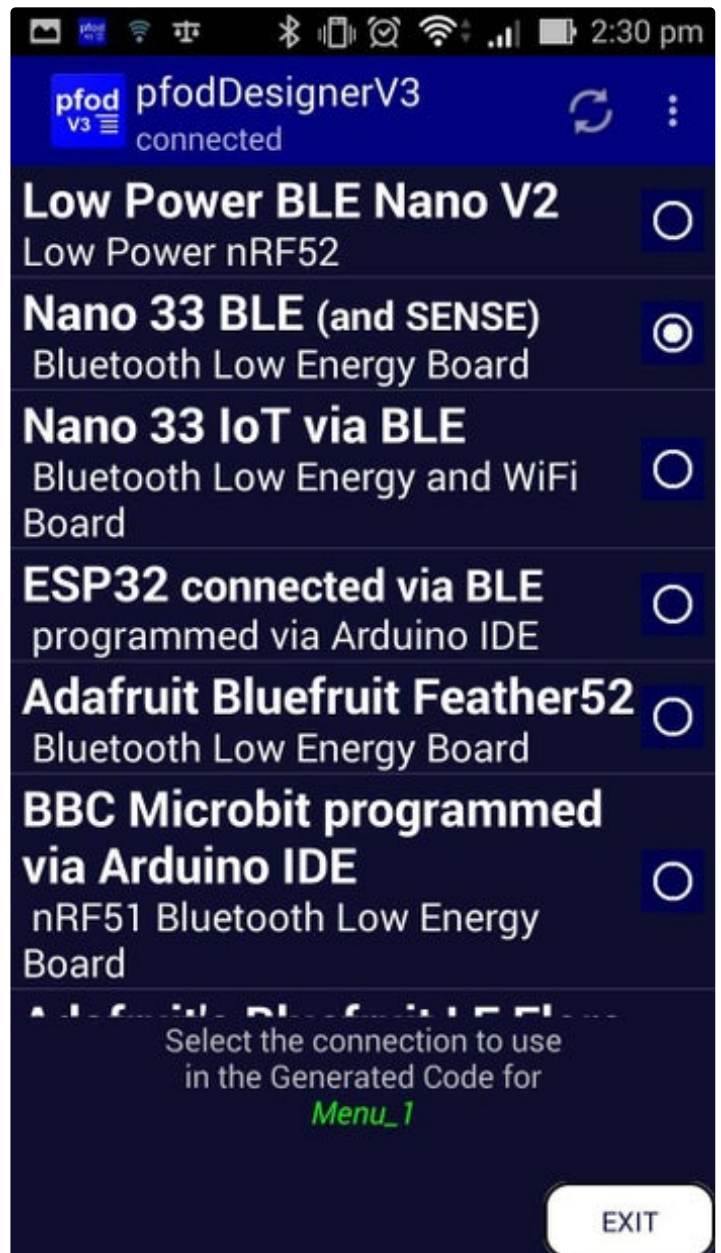 2:30 pm
pfod
V3
pfodDesignerV3
connected
Low Power BLE Nano V2
Low Power nRF52
Nano 33 BLE (and SENSE)
Bluetooth Low Energy Board
Nano 33 IoT via BLE
Bluetooth Low Energy and WiFi
Board
ESP32 connected via BLE
programmed via Arduino IDE
Adafruit Bluefruit Feather52
Bluetooth Low Energy Board
BBC Microbit programmed
via Arduino IDE
nRF51 Bluetooth Low Energy
Board
Select the connection to use
in the Generated Code for
Menu_1
EXIT